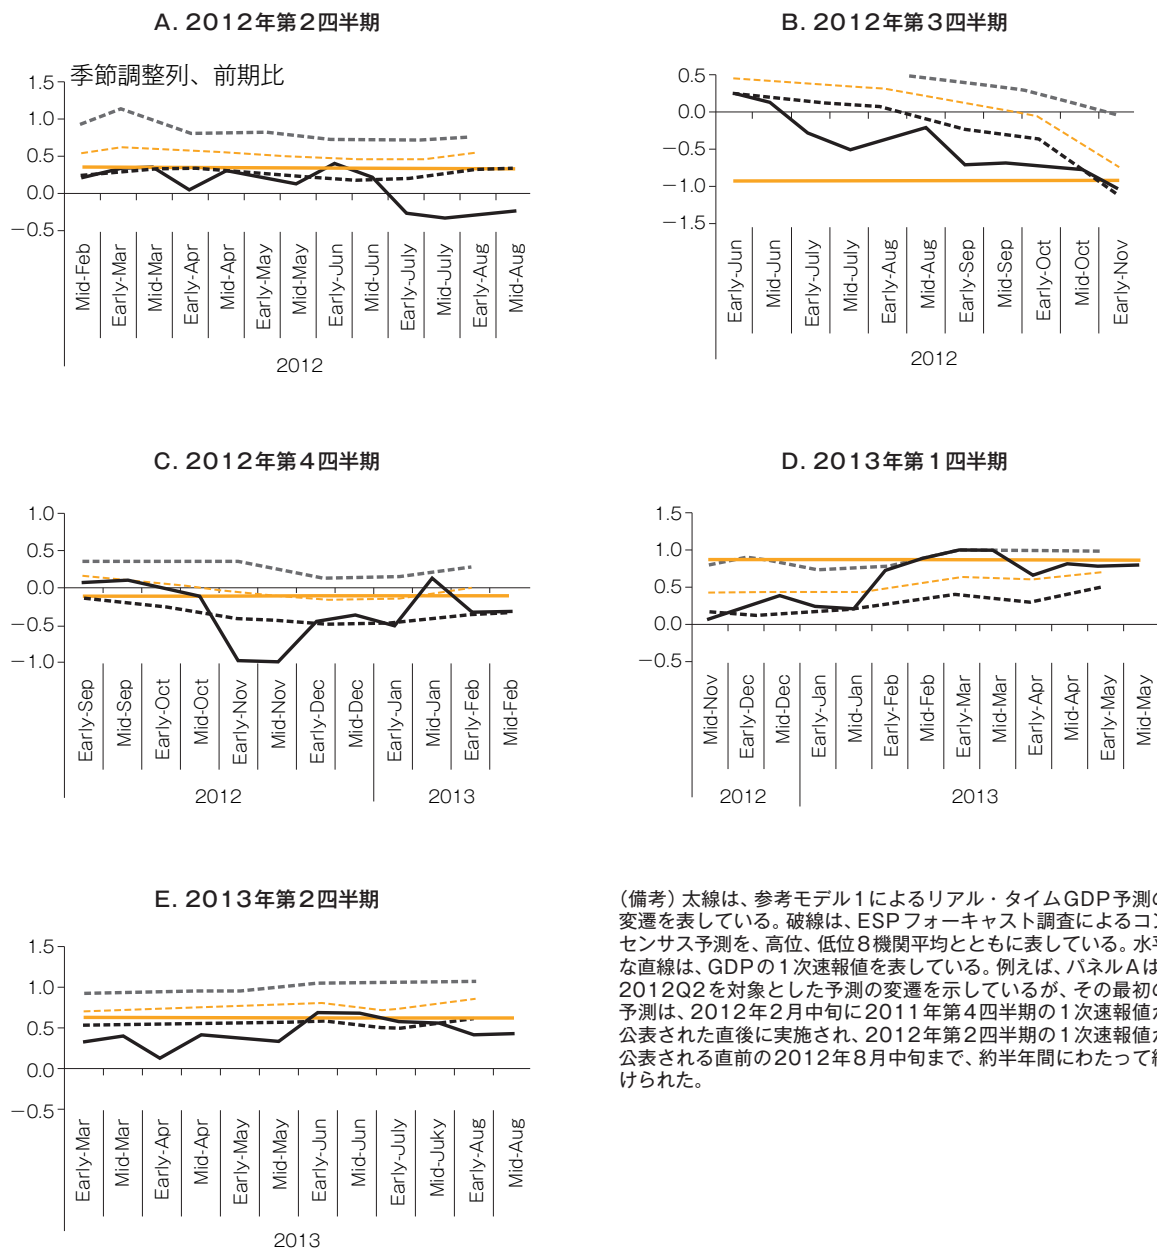 A. 2012年第2四半期
季節調整列、前期比
1.5
1.0
0.5
0.0
−0.5
Mid-Feb
Early-Mar
Mid-Mar
Early-Apr
Mid-Apr
Early-May
Mid-May
Early-Jun
Mid-Jun
Early-July
Mid-July
Early-Aug
Mid-Aug
2012
B. 2012年第3四半期
0.5
0.0
−0.5
−1.0
−1.5
Early-Jun
Mid-Jun
Early-July
Mid-July
Early-Aug
Mid-Aug
Early-Sep
Mid-Sep
Early-Oct
Mid-Oct
Early-Nov
2012
C. 2012年第4四半期
1.0
0.5
0.0
−0.5
−1.0
Early-Sep
Mid-Sep
Early-Oct
Mid-Oct
Early-Nov
Mid-Nov
Early-Dec
Mid-Dec
Early-Jan
Mid-Jan
Early-Feb
Mid-Feb
2012
2013
D. 2013年第1四半期
1.5
1.0
0.5
0.0
−0.5
Mid-Nov
Early-Dec
Mid-Dec
Early-Jan
Mid-Jan
Early-Feb
Mid-Feb
Early-Mar
Mid-Mar
Early-Apr
Mid-Apr
Early-May
Mid-May
2012
2013
E. 2013年第2四半期
1.5
1.0
0.5
0.0
−0.5
Early-Mar
Mid-Mar
Early-Apr
Mid-Apr
Early-May
Mid-May
Early-Jun
Mid-Jun
Early-July
Mid-Juky
Early-Aug
Mid-Aug
2013
（備考）太線は、参考モデル1によるリアル・タイムGDP予測の
変遷を表している。破線は、ESPフォーキャスト調査によるコン
センサス予測を、高位、低位8機関平均とともに表している。水平
な直線は、GDPの1次速報値を表している。例えば、パネルAは
2012Q2を対象とした予測の変遷を示しているが、その最初の
予測は、2012年2月中旬に2011年第4四半期の1次速報値が
公表された直後に実施され、2012年第2四半期の1次速報値が
公表される直前の2012年8月中旬まで、約半年間にわたって続
けられた。